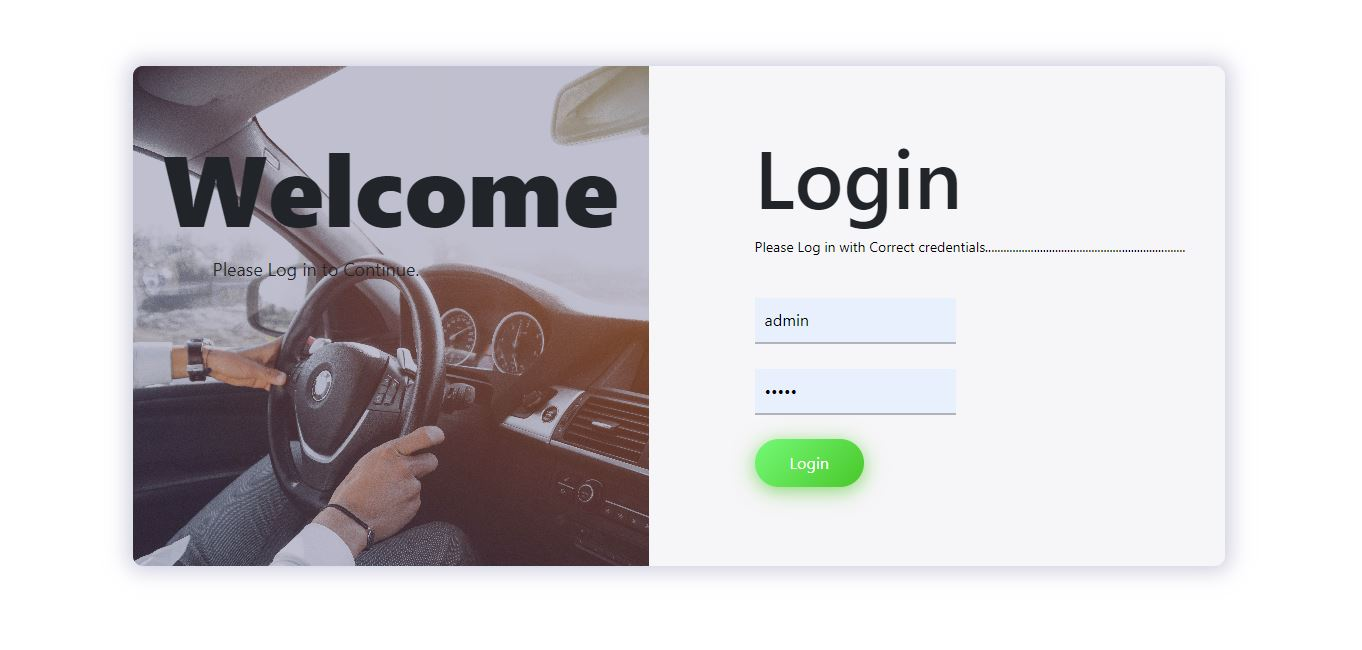 Welcome
Please Log in to Continue.
Login
Please Log in with Correct credentials..................................................................
admin
•••••
Login